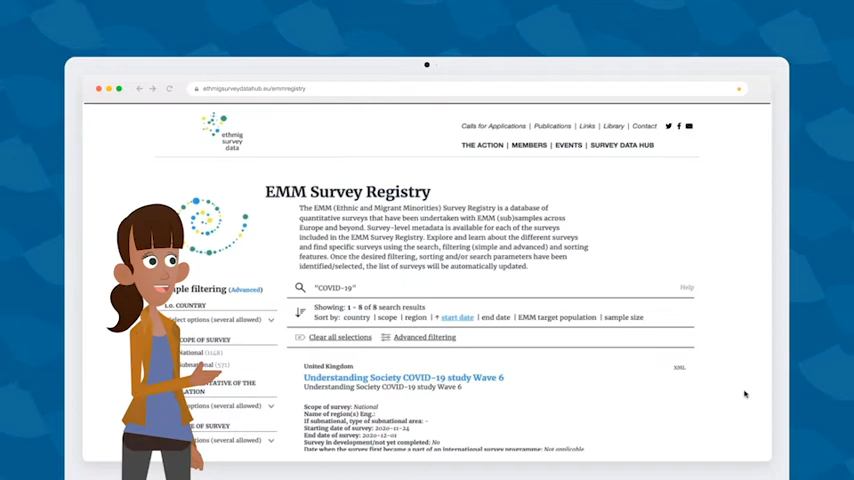 ethmigsurveydatahub.eu/emmregistry
ethmig
survey
data
Calls for Applications | Publications | Links | Library | Contact
THE ACTION | MEMBERS | EVENTS | SURVEY DATA HUB
EMM Survey Registry
The EMM (Ethnic and Migrant Minorities) Survey Registry is a database of
quantitative surveys that have been undertaken with EMM (sub)samples across
Europe and beyond. Survey-level metadata is available for each of the surveys
included in the EMM Survey Registry. Explore and learn about the different surveys
and find specific surveys using the search, filtering (simple and advanced) and sorting
features. Once the desired filtering, sorting and/or search parameters have been
identified/selected, the list of surveys will be automatically updated.
"COVID-19"
Help
Showing: 1 - 8 of 8 search results
Sort by: country | scope | region | ↑ start date | end date | EMM target population | sample size
Clear all selections
Advanced filtering
filtering (Advanced)
1.0. COUNTRY
elect options (several allowed)
COPE OF SURVEY
National (1148)
ubnational (571)
TATIVE OF THE
LATION
options (several allowed)
OF SURVEY
options (several allowed)
United Kingdom
XML
Understanding Society COVID-19 study Wave 6
Understanding Society COVID-19 study Wave 6
Scope of survey: National
Name of region(s) Eng.:
If subnational, type of subnational area: -
Starting date of survey: 2020-11-24
End date of survey: 2020-12-01
Survey in development/not yet completed: No
Date when the survey first became a part of an international survey programme: Not applicable